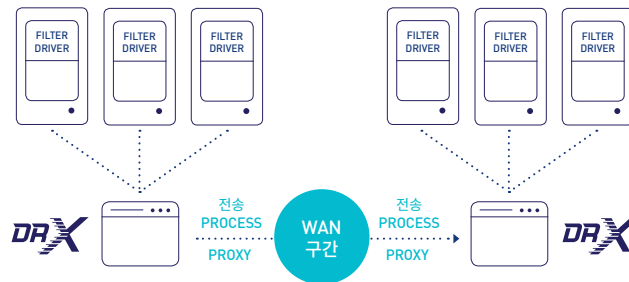 FILTER
DRIVER
FILTER
DRIVER
FILTER
DRIVER
FILTER
DRIVER
FILTER
DRIVER
FILTER
DRIVER
DRX
전송
PROCESS
PROXY
WAN
구간
전송
PROCESS
PROXY
DRX